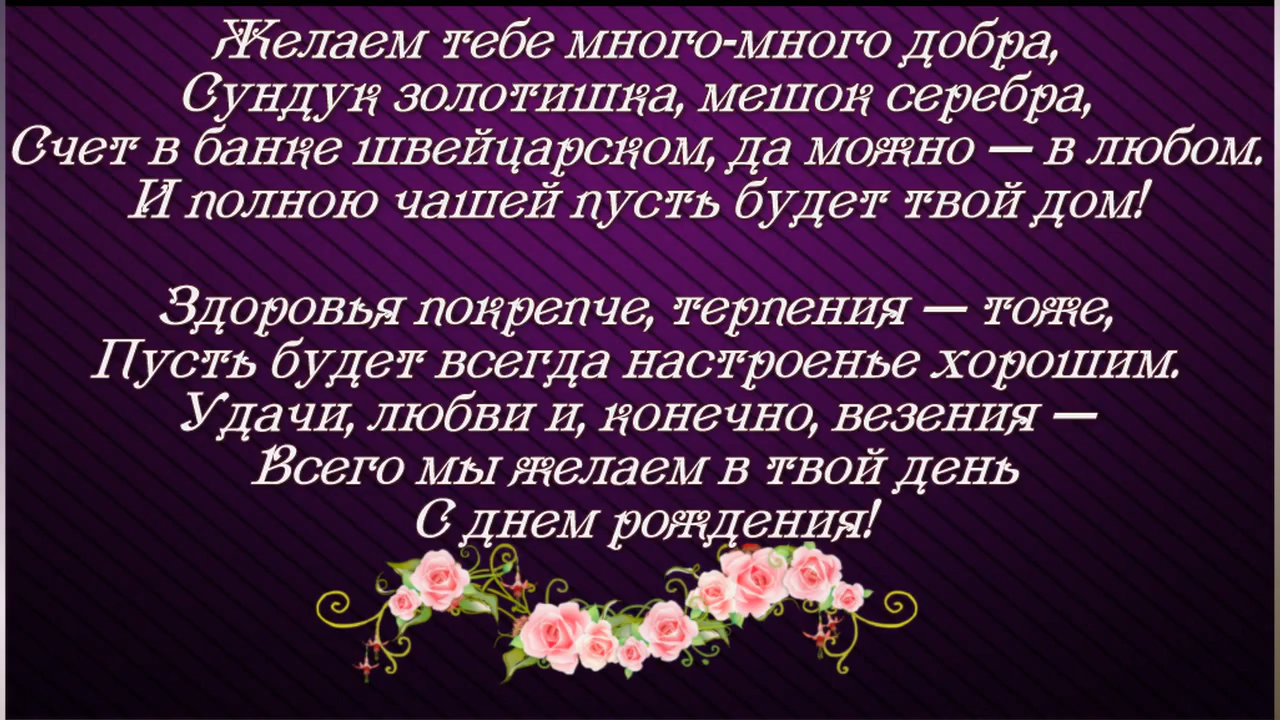 Желаем тебе много-много добра,
Сундук золотишка, мешок серебра,
Счет в банке швейцарском, да можно — в любом.
И полною чашей пусть будет твой дом!
Здоровья покрепче, терпения — тоже,
Пусть будет всегда настроенье хорошим.
Удачи, любви и, конечно, везения —
Всего мы желаем в твой день
С днем рождения!